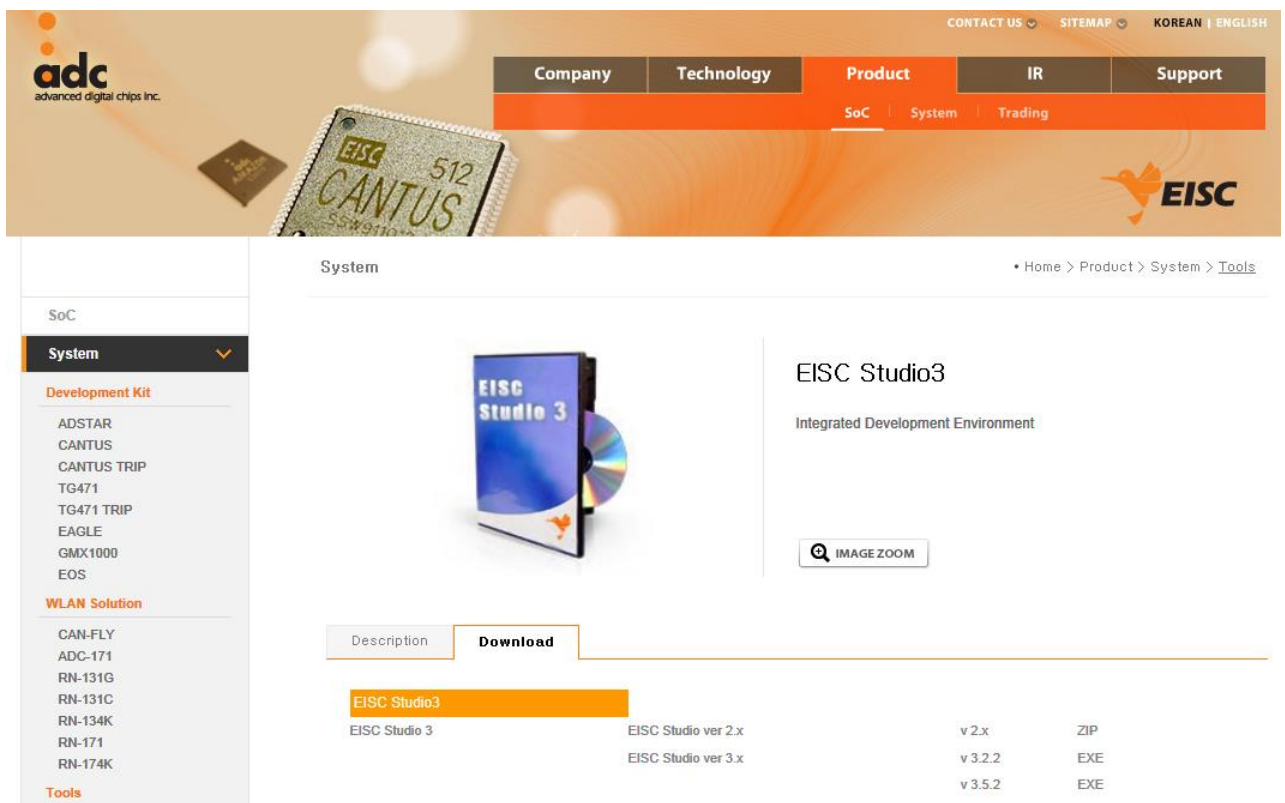 CONTACT US SITEMAP KOREAN | ENGLISH
adc
advanced digital chips inc.
Company Technology Product IR Support
SoC System Trading
adc
EISC
512
CANTUS
EISC
System
• Home > Product > System > Tools
SoC
System
Development Kit
ADSTAR
CANTUS
CANTUS TRIP
TG471
TG471 TRIP
EAGLE
GMX1000
EOS
WLAN Solution
CAN-FLY
ADC-171
RN-131G
RN-131C
RN-134K
RN-171
RN-174K
Tools
EISC
Studio 3
EISC Studio3
Integrated Development Environment
IMAGE ZOOM
Description Download
EISC Studio3
EISC Studio 3 EISC Studio ver 2.x v 2.x ZIP
EISC Studio ver 3.x v 3.2.2 EXE
v 3.5.2 EXE